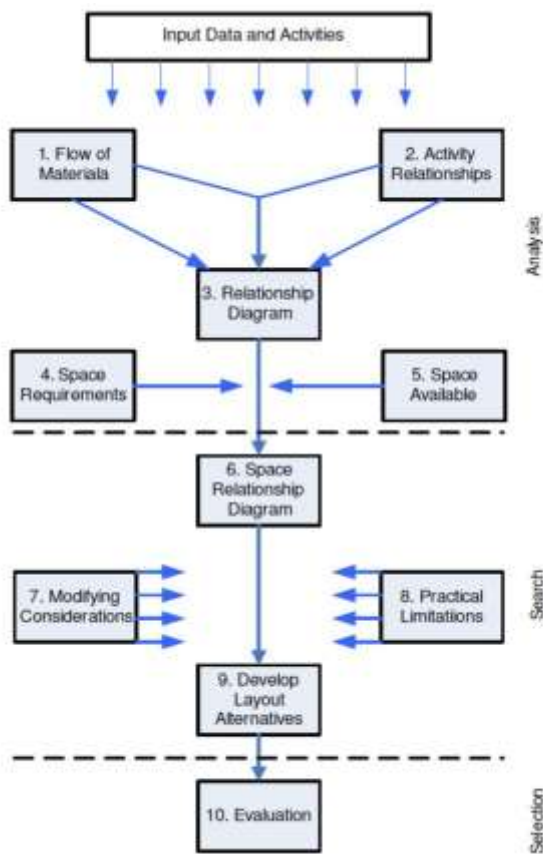 Input Data and Activities
1. Flow of
Materiala
2. Activity
Relationships
Analysis
3. Relationship
Diagram
4. Space
Requirements
5. Space
Available
6. Space
Relationship
Diagram
7. Modifying
Considerations
8. Practical
Limitations
Search
9. Develop
Layout
Alternatives
10. Evaluation
Selection